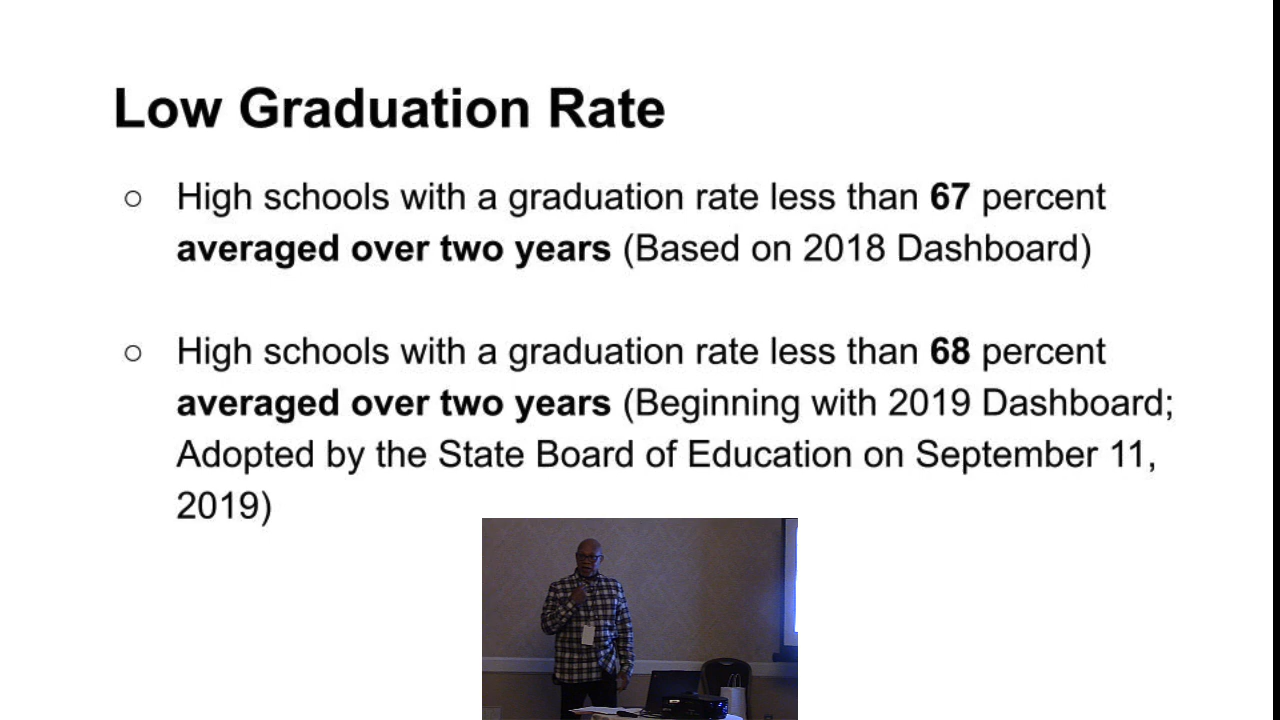 Low Graduation Rate
○ High schools with a graduation rate less than 67 percent
averaged over two years (Based on 2018 Dashboard)
○ High schools with a graduation rate less than 68 percent
averaged over two years (Beginning with 2019 Dashboard;
Adopted by the State Board of Education on September 11,
2019)